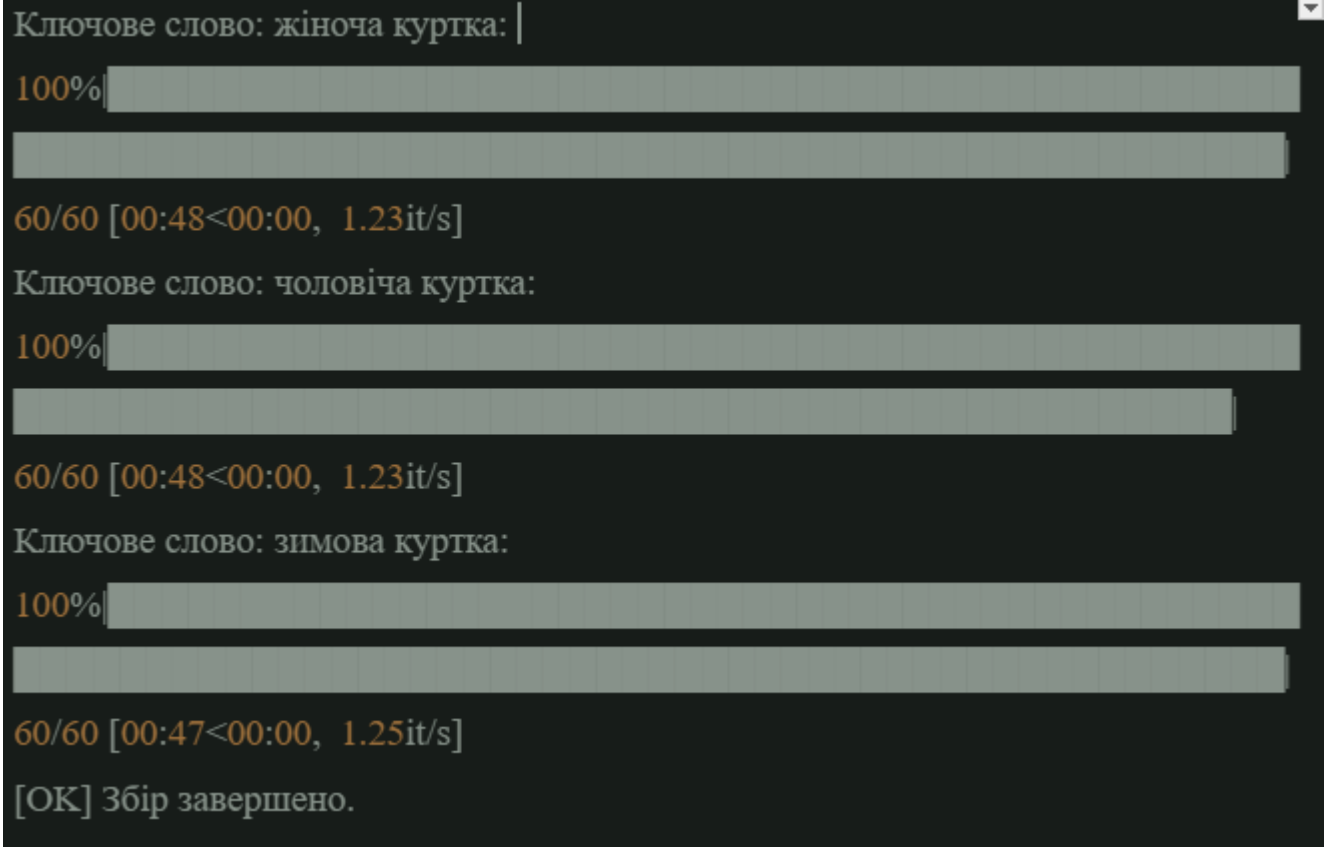 Ключове слово: жіноча куртка:
100%|
60/60 [00:48<00:00, 1.23it/s]
Ключове слово: чоловіча куртка:
100%|
60/60 [00:48<00:00, 1.23it/s]
Ключове слово: зимова куртка:
100%|
60/60 [00:47<00:00, 1.25it/s]
[OK] Збір завершено.